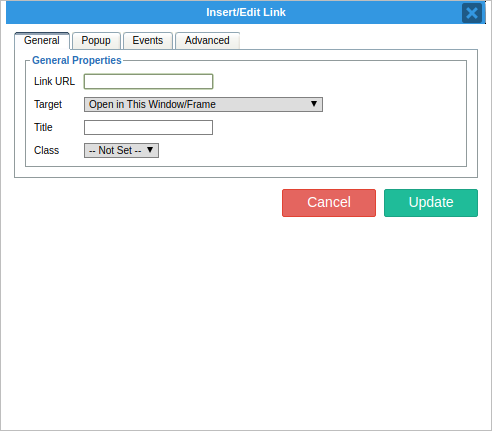 Insert/Edit Link
General Popup Events Advanced
General Properties
Link URL
Target Open in This Window/Frame
Title
Class -- Not Set --
Cancel Update